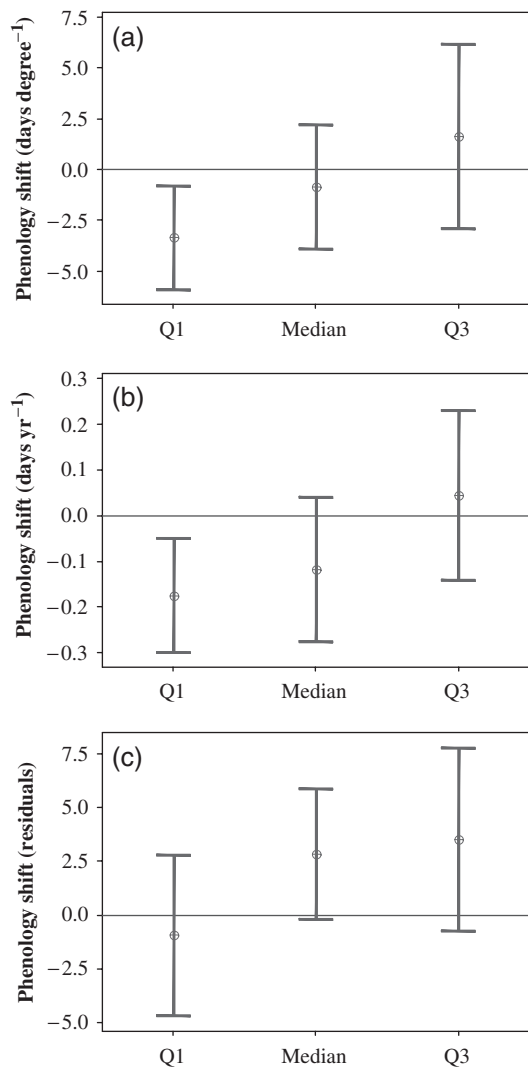 (a)
Phenology shift (days degree⁻¹)
7.5
5.0
2.5
0.0
−2.5
−5.0
Q1 Median Q3
(b)
Phenology shift (days yr⁻¹)
0.3
0.2
0.1
0.0
−0.1
−0.2
−0.3
Q1 Median Q3
(c)
Phenology shift (residuals)
7.5
5.0
2.5
0.0
−2.5
−5.0
Q1 Median Q3